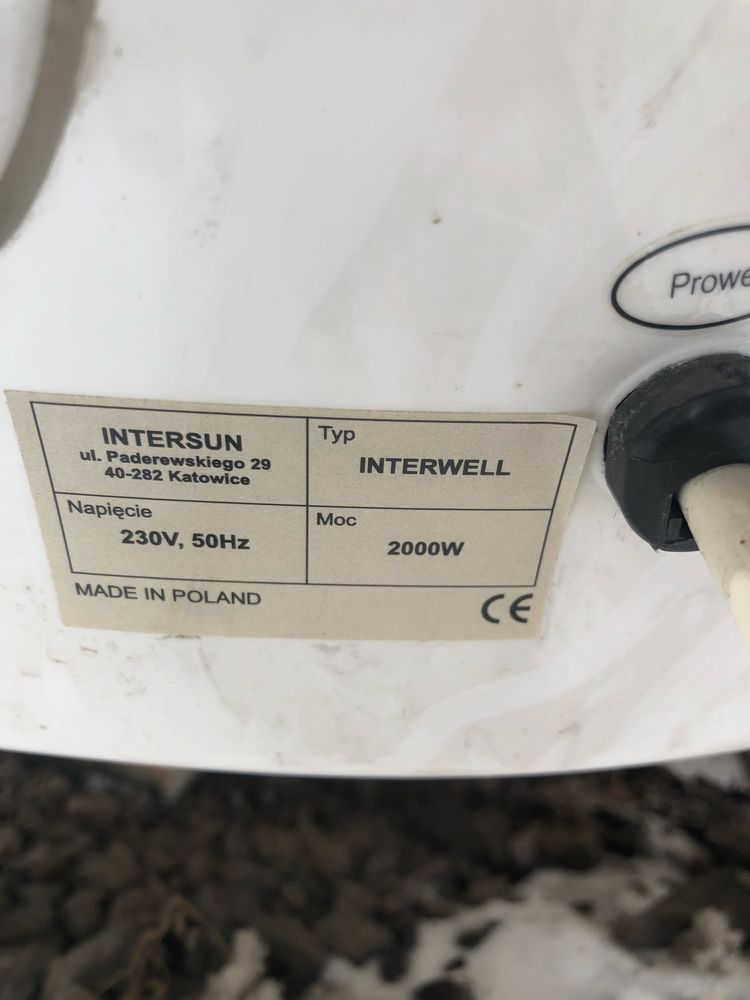 Prowe
INTERSUN
ul. Paderewskiego 29
40-282 Katowice
Typ
INTERWELL
Napięcie
230V, 50Hz
Moc
2000W
MADE IN POLAND
CE